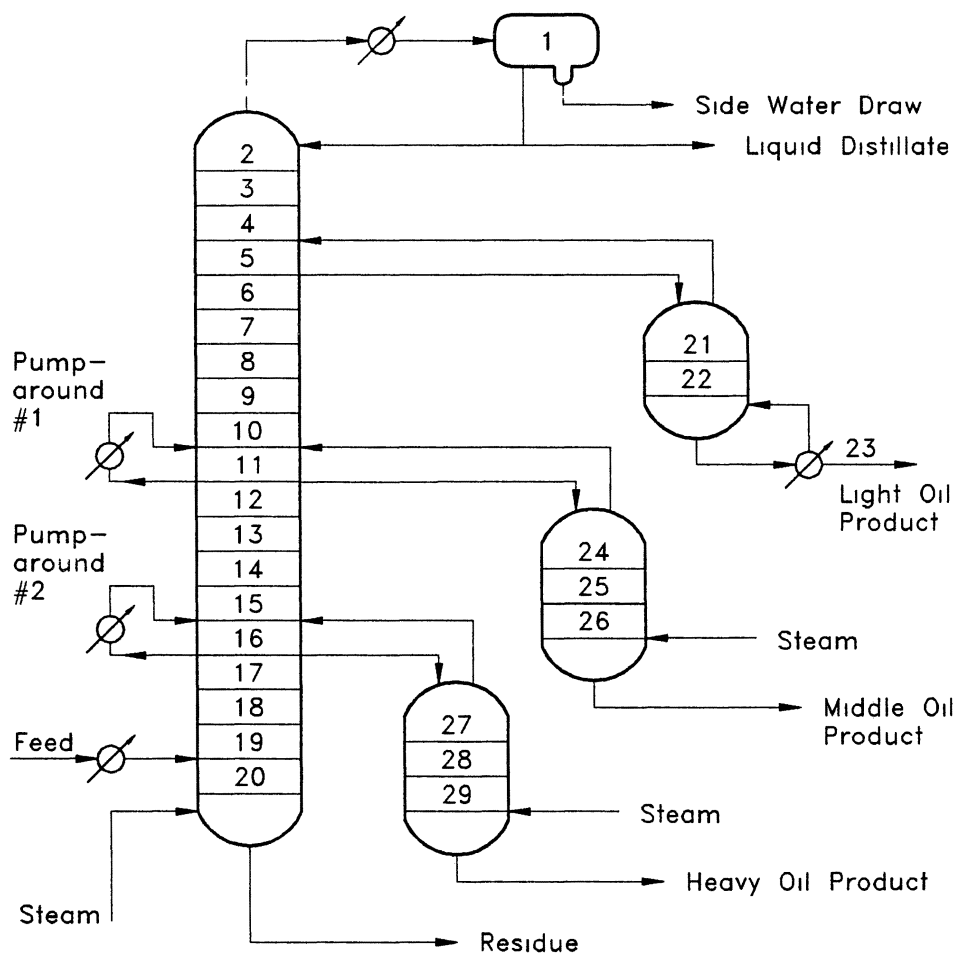 1
Side Water Draw
Liquid Distillate
2
3
4
5
6
7
8
9
10
11
12
13
14
15
16
17
18
19
20
21
22
23
Light Oil
Product
Pump-
around
#1
24
25
26
Steam
Middle Oil
Product
Pump-
around
#2
27
28
29
Steam
Heavy Oil Product
Feed
Steam
Residue